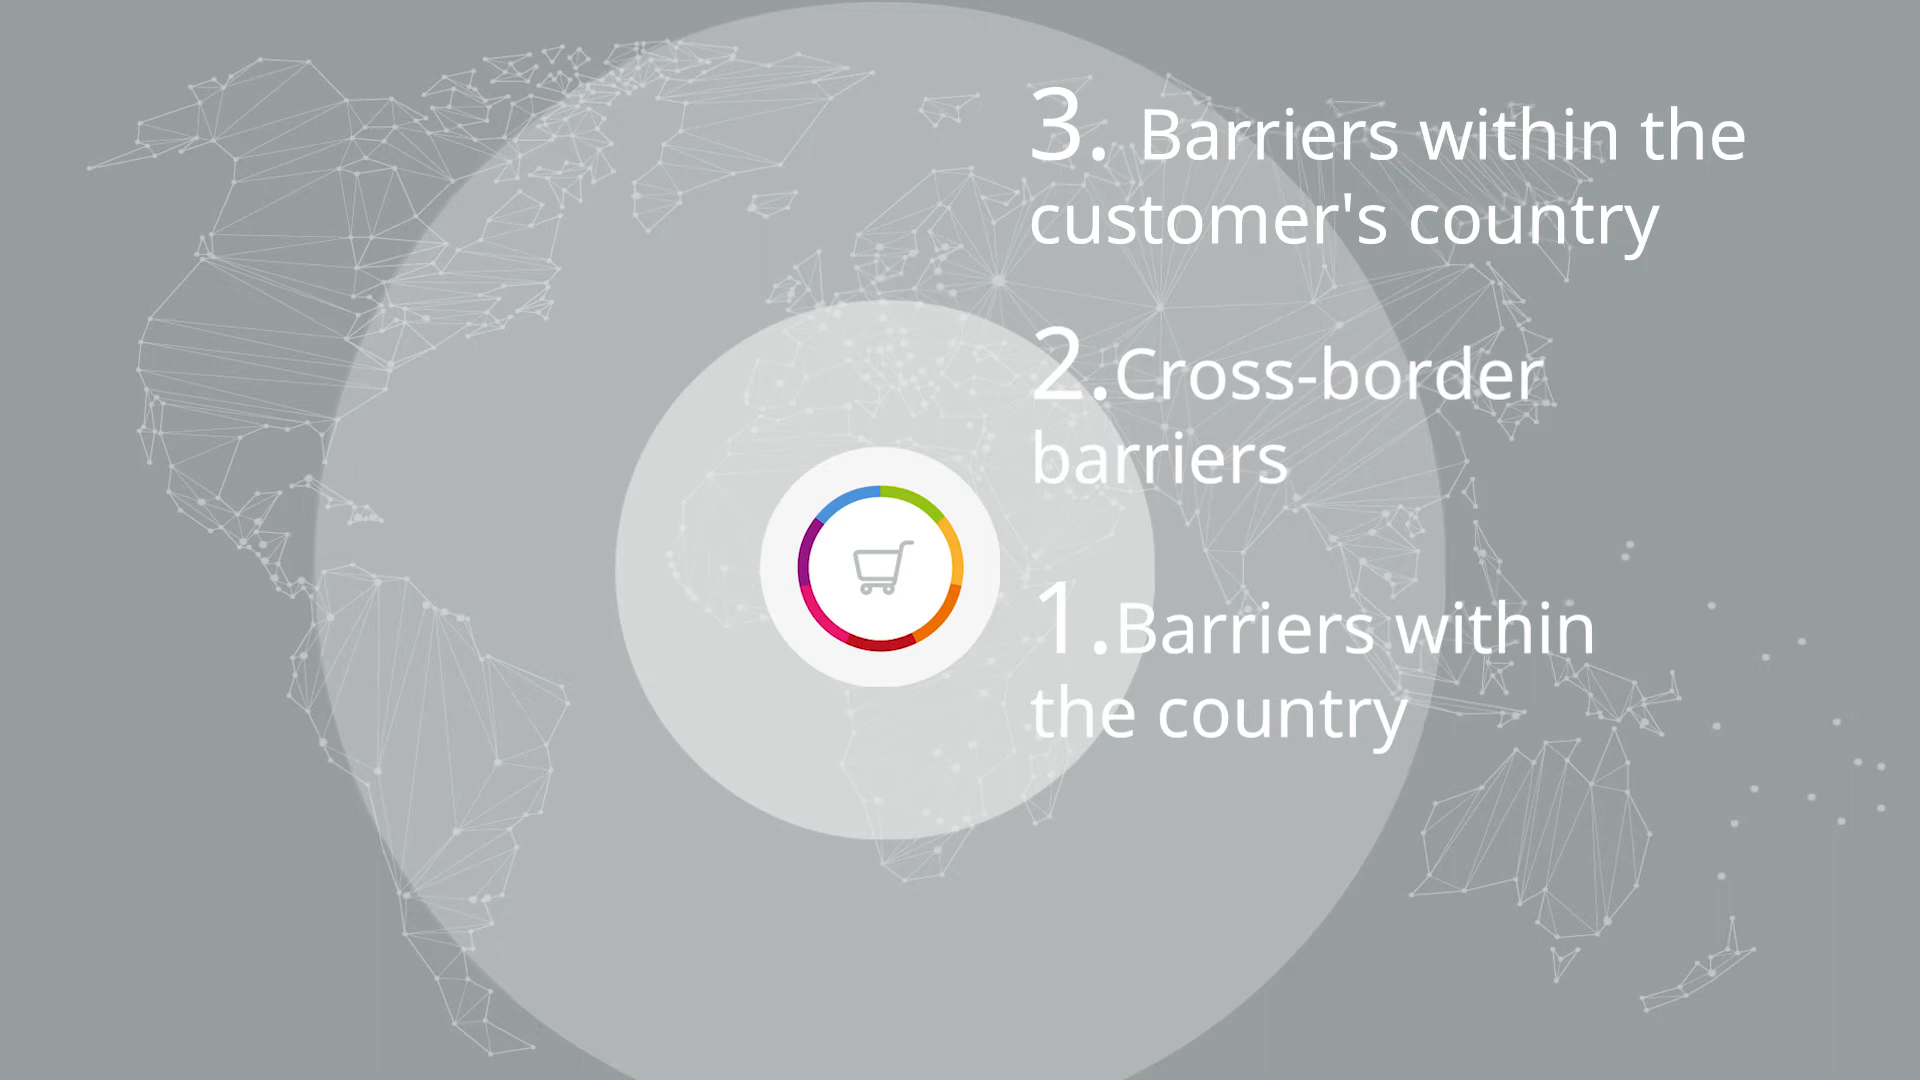 3. Barriers within the
customer's country
2.Cross-border
barriers
1.Barriers within
the country